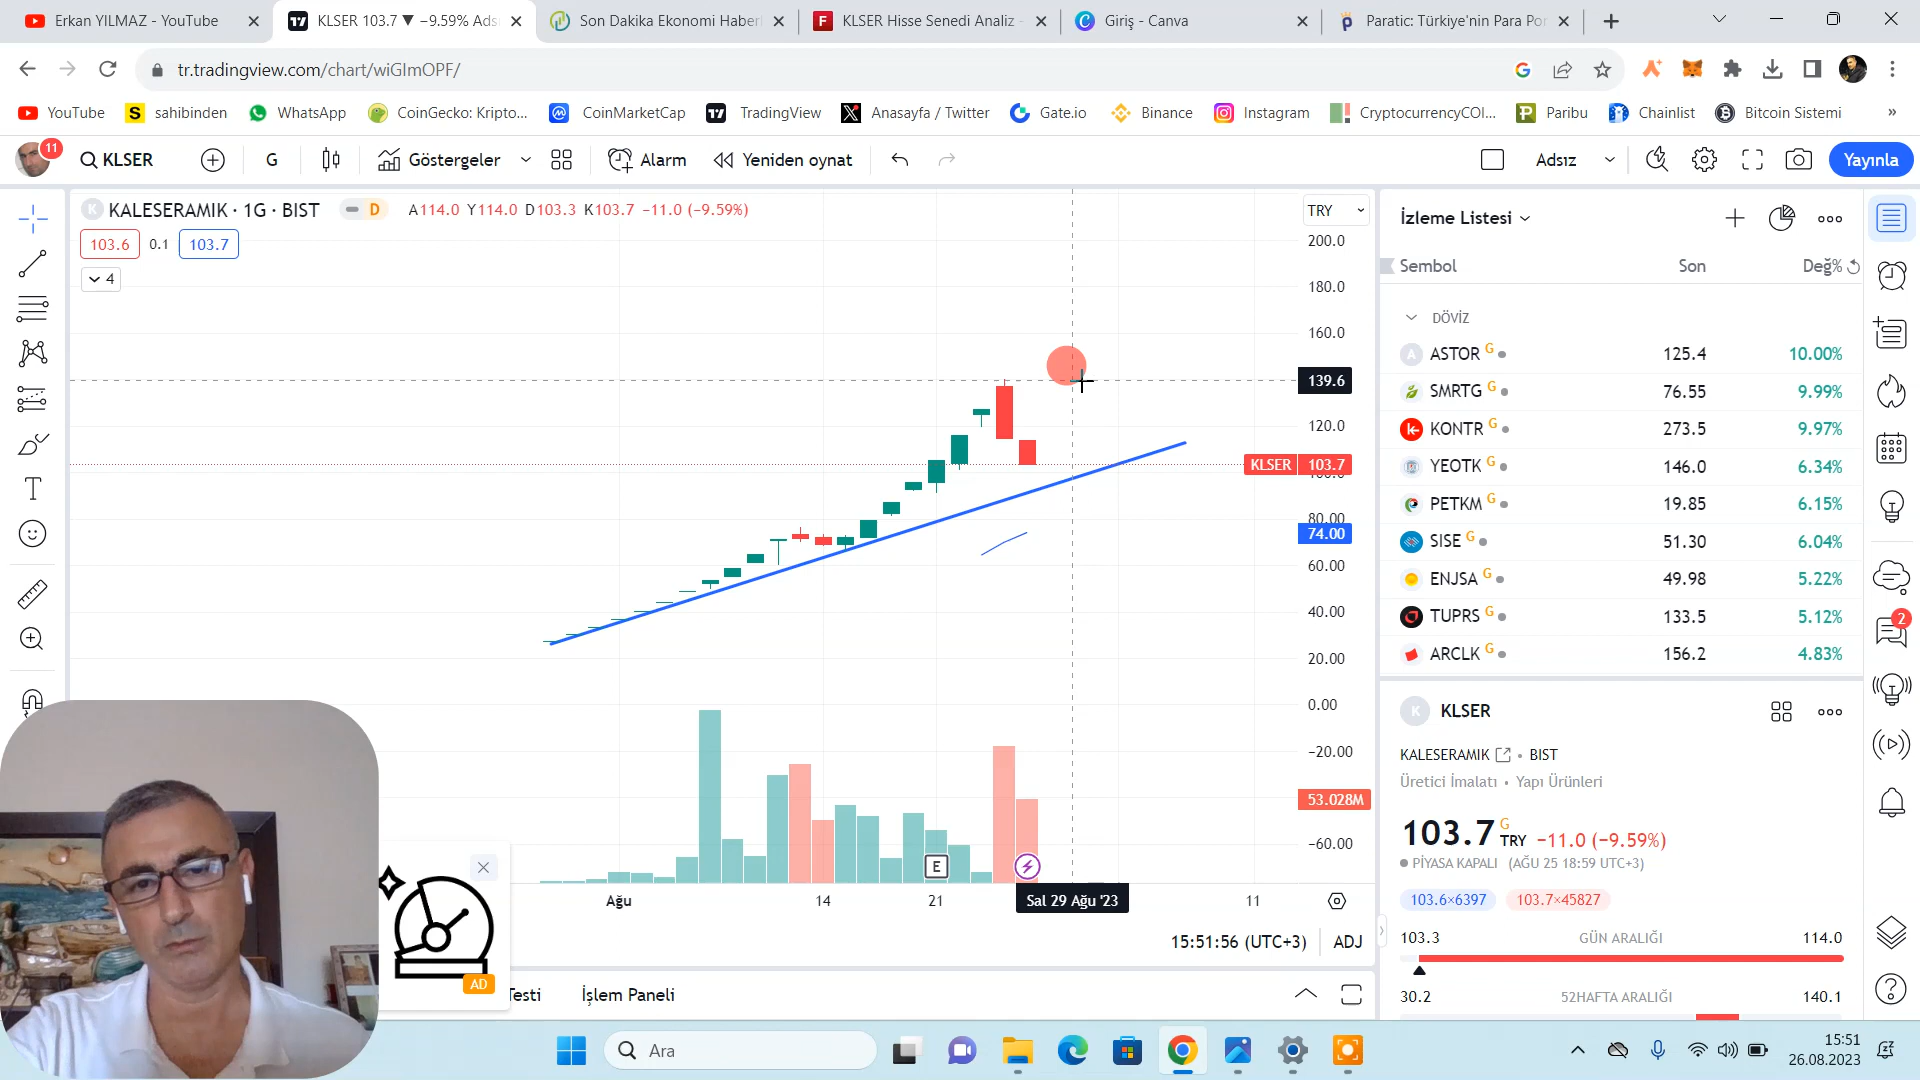 Erkan YILMAZ - YouTube
KLSER 103.7 ▼ −9.59% Ads
Son Dakika Ekonomi Haberl
KLSER Hisse Senedi Analiz -
Giriş - Canva
Paratic: Türkiye'nin Para Por
tr.tradingview.com/chart/wiGImOPF/
YouTube
sahibinden
WhatsApp
CoinGecko: Kripto...
CoinMarketCap
TradingView
Anasayfa / Twitter
Gate.io
Binance
Instagram
CryptocurrencyCOI...
Paribu
Chainlist
Bitcoin Sistemi
»
11
KLSER
G
Göstergeler
Alarm
Yeniden oynat
Adsız
Yayınla
K KALESERAMIK · 1G · BIST
D
A114.0 Y114.0 D103.3 K103.7 −11.0 (−9.59%)
TRY
103.6 0.1 103.7
4
200.0
180.0
160.0
139.6
120.0
KLSER 103.7
100.0
80.00
74.00
60.00
40.00
20.00
0.00
−20.00
53.028M
−60.00
E
Ağu
14
21
Sal 29 Ağu '23
11
15:51:56 (UTC+3)
ADJ
AD
Testi
İşlem Paneli
İzleme Listesi
Sembol Son Değ%
DÖVİZ
A ASTOR G 125.4 10.00%
SMRTG G 76.55 9.99%
KONTR G 273.5 9.97%
YEOTK G 146.0 6.34%
PETKM G 19.85 6.15%
SISE G 51.30 6.04%
ENJSA G 49.98 5.22%
TUPRS G 133.5 5.12%
ARCLK G 156.2 4.83%
2
K KLSER
KALESERAMIK • BIST
Üretici İmalatı • Yapı Ürünleri
103.7 G TRY −11.0 (−9.59%)
PİYASA KAPALI (AĞU 25 18:59 UTC+3)
103.6×6397 103.7×45827
103.3 GÜN ARALIĞI 114.0
30.2 52HAFTA ARALIĞI 140.1
Ara
15:51
26.08.2023